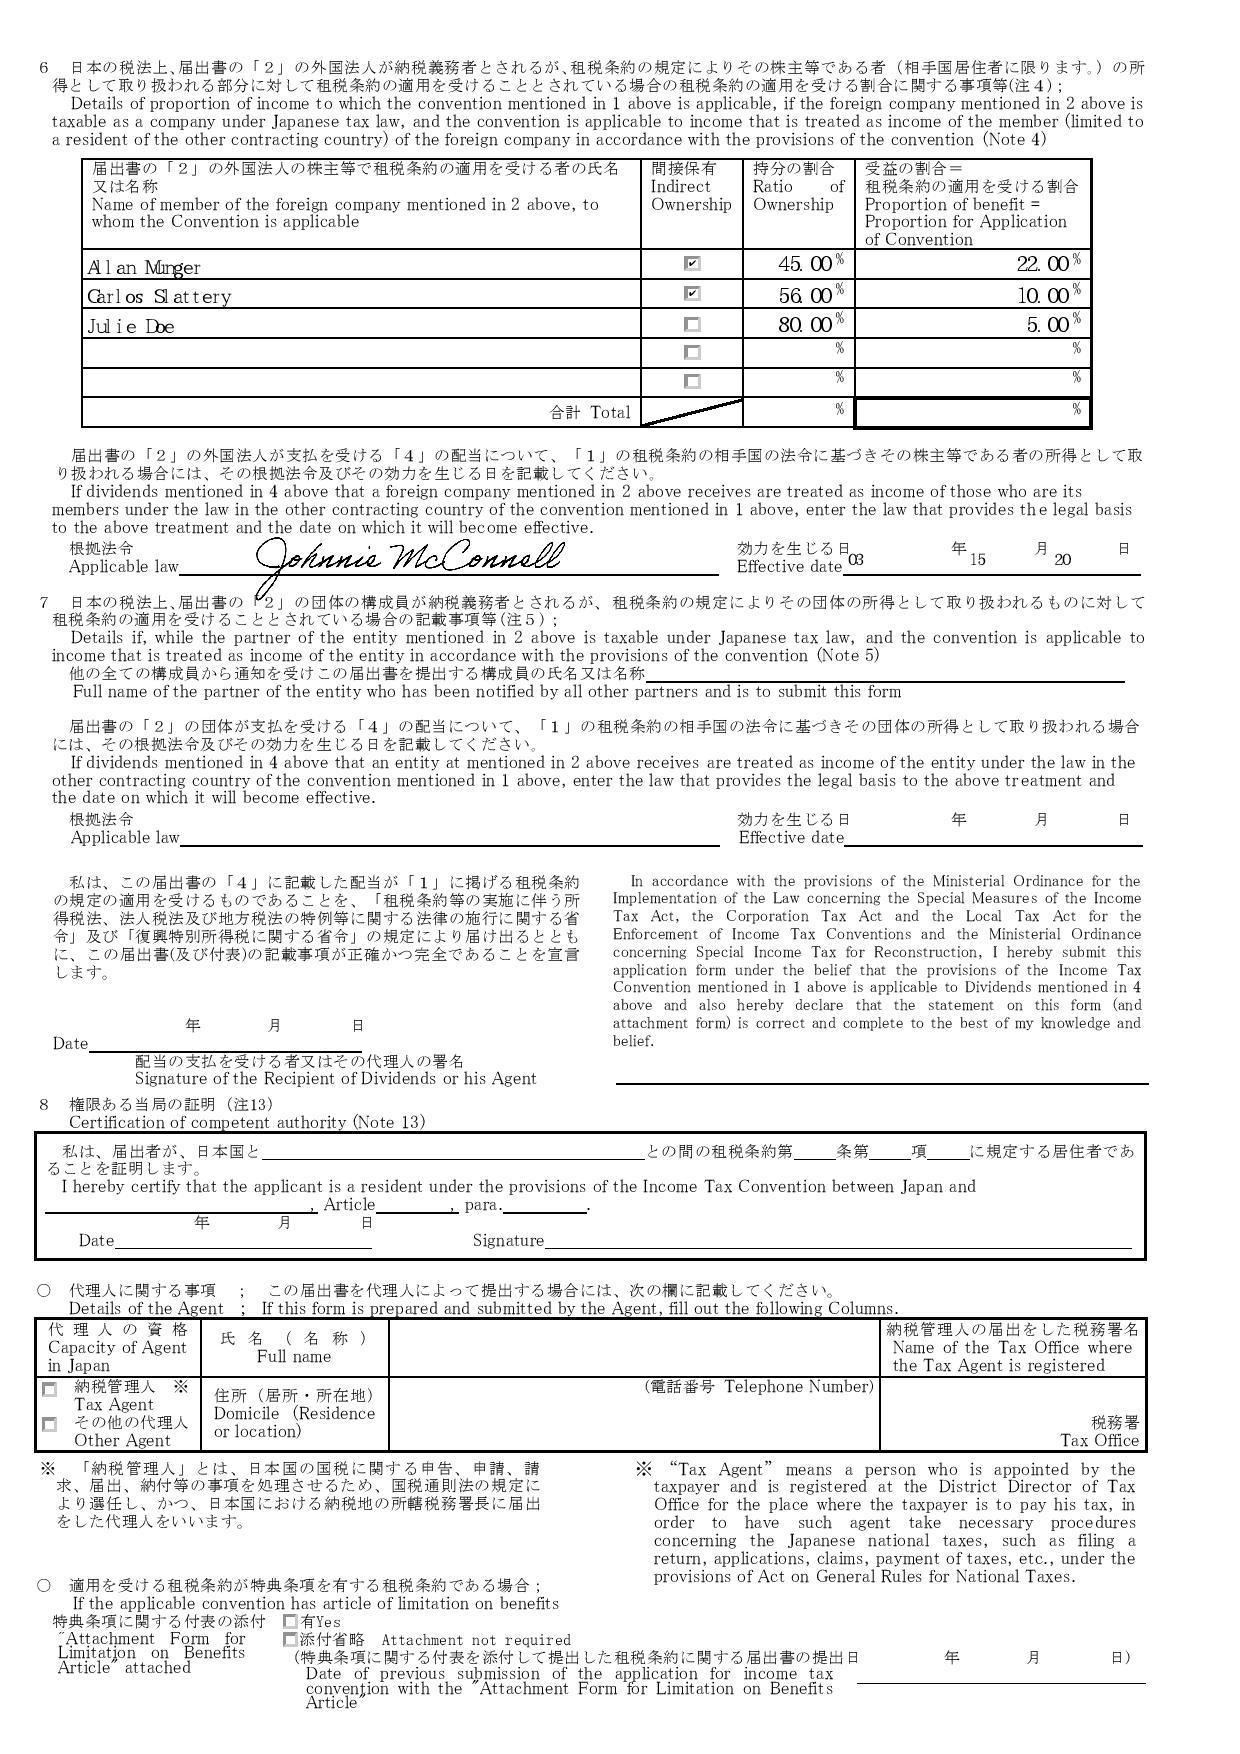 ６　日本の税法上、届出書の「２」の外国法人が納税義務者とされるが、租税条約の規定によりその株主等である者（相手国居住者に限ります。）の所
得として取り扱われる部分に対して租税条約の適用を受けることとされている場合の租税条約の適用を受ける割合に関する事項等(注４)；
Details of proportion of income to which the convention mentioned in 1 above is applicable, if the foreign company mentioned in 2 above is
taxable as a company under Japanese tax law, and the convention is applicable to income that is treated as income of the member (limited to
a resident of the other contracting country) of the foreign company in accordance with the provisions of the convention (Note 4)
届出書の「２」の外国法人の株主等で租税条約の適用を受ける者の氏名
又は名称
Name of member of the foreign company mentioned in 2 above, to
whom the Convention is applicable
間接保有
Indirect
Ownership
持分の割合
Ratio of
Ownership
受益の割合＝
租税条約の適用を受ける割合
Proportion of benefit =
Proportion for Application
of Convention
Allan Munger 45.00% 22.00%
Carlos Slattery 56.00% 10.00%
Julie Doe 80.00% 5.00%
% %
% %
合計 Total % %
届出書の「２」の外国法人が支払を受ける「４」の配当について、「１」の租税条約の相手国の法令に基づきその株主等である者の所得として取
り扱われる場合には、その根拠法令及びその効力を生じる日を記載してください。
If dividends mentioned in 4 above that a foreign company mentioned in 2 above receives are treated as income of those who are its
members under the law in the other contracting country of the convention mentioned in 1 above, enter the law that provides the legal basis
to the above treatment and the date on which it will become effective.
根拠法令 効力を生じる日 年 月 日
Applicable law Johnnie McConnell Effective date 03 15 20
７　日本の税法上、届出書の「２」の団体の構成員が納税義務者とされるが、租税条約の規定によりその団体の所得として取り扱われるものに対して
租税条約の適用を受けることとされている場合の記載事項等(注５)；
Details if, while the partner of the entity mentioned in 2 above is taxable under Japanese tax law, and the convention is applicable to
income that is treated as income of the entity in accordance with the provisions of the convention (Note 5)
他の全ての構成員から通知を受けこの届出書を提出する構成員の氏名又は名称
Full name of the partner of the entity who has been notified by all other partners and is to submit this form
届出書の「２」の団体が支払を受ける「４」の配当について、「１」の租税条約の相手国の法令に基づきその団体の所得として取り扱われる場合
には、その根拠法令及びその効力を生じる日を記載してください。
If dividends mentioned in 4 above that an entity at mentioned in 2 above receives are treated as income of the entity under the law in the
other contracting country of the convention mentioned in 1 above, enter the law that provides the legal basis to the above treatment and
the date on which it will become effective.
根拠法令 効力を生じる日 年 月 日
Applicable law Effective date
私は、この届出書の「４」に記載した配当が「１」に掲げる租税条約
の規定の適用を受けるものであることを、「租税条約等の実施に伴う所
得税法、法人税法及び地方税法の特例等に関する法律の施行に関する省
令」及び「復興特別所得税に関する省令」の規定により届け出るととも
に、この届出書(及び付表)の記載事項が正確かつ完全であることを宣言
します。
年 月 日
Date
配当の支払を受ける者又はその代理人の署名
Signature of the Recipient of Dividends or his Agent
In accordance with the provisions of the Ministerial Ordinance for the
Implementation of the Law concerning the Special Measures of the Income
Tax Act, the Corporation Tax Act and the Local Tax Act for the
Enforcement of Income Tax Conventions and the Ministerial Ordinance
concerning Special Income Tax for Reconstruction, I hereby submit this
application form under the belief that the provisions of the Income Tax
Convention mentioned in 1 above is applicable to Dividends mentioned in 4
above and also hereby declare that the statement on this form (and
attachment form) is correct and complete to the best of my knowledge and
belief.
８　権限ある当局の証明（注13）
Certification of competent authority (Note 13)
私は、届出者が、日本国と との間の租税条約第 条第 項 に規定する居住者であ
ることを証明します。
I hereby certify that the applicant is a resident under the provisions of the Income Tax Convention between Japan and
, Article , para. .
年 月 日
Date Signature
○　代理人に関する事項　；　この届出書を代理人によって提出する場合には、次の欄に記載してください。
Details of the Agent ; If this form is prepared and submitted by the Agent, fill out the following Columns.
代理人の資格
Capacity of Agent
in Japan
氏名（名称）
Full name
納税管理人の届出をした税務署名
Name of the Tax Office where
the Tax Agent is registered
納税管理人　※
Tax Agent
その他の代理人
Other Agent
住所（居所・所在地）
Domicile (Residence
or location)
(電話番号 Telephone Number)
税務署
Tax Office
※　「納税管理人」とは、日本国の国税に関する申告、申請、請
求、届出、納付等の事項を処理させるため、国税通則法の規定に
より選任し、かつ、日本国における納税地の所轄税務署長に届出
をした代理人をいいます。
※ “Tax Agent” means a person who is appointed by the
taxpayer and is registered at the District Director of Tax
Office for the place where the taxpayer is to pay his tax, in
order to have such agent take necessary procedures
concerning the Japanese national taxes, such as filing a
return, applications, claims, payment of taxes, etc., under the
provisions of Act on General Rules for National Taxes.
○　適用を受ける租税条約が特典条項を有する租税条約である場合；
If the applicable convention has article of limitation on benefits
特典条項に関する付表の添付 有Yes
"Attachment Form for
Limitation on Benefits
Article" attached
添付省略 Attachment not required
（特典条項に関する付表を添付して提出した租税条約に関する届出書の提出日 年 月 日）
Date of previous submission of the application for income tax
convention with the "Attachment Form for Limitation on Benefits
Article"